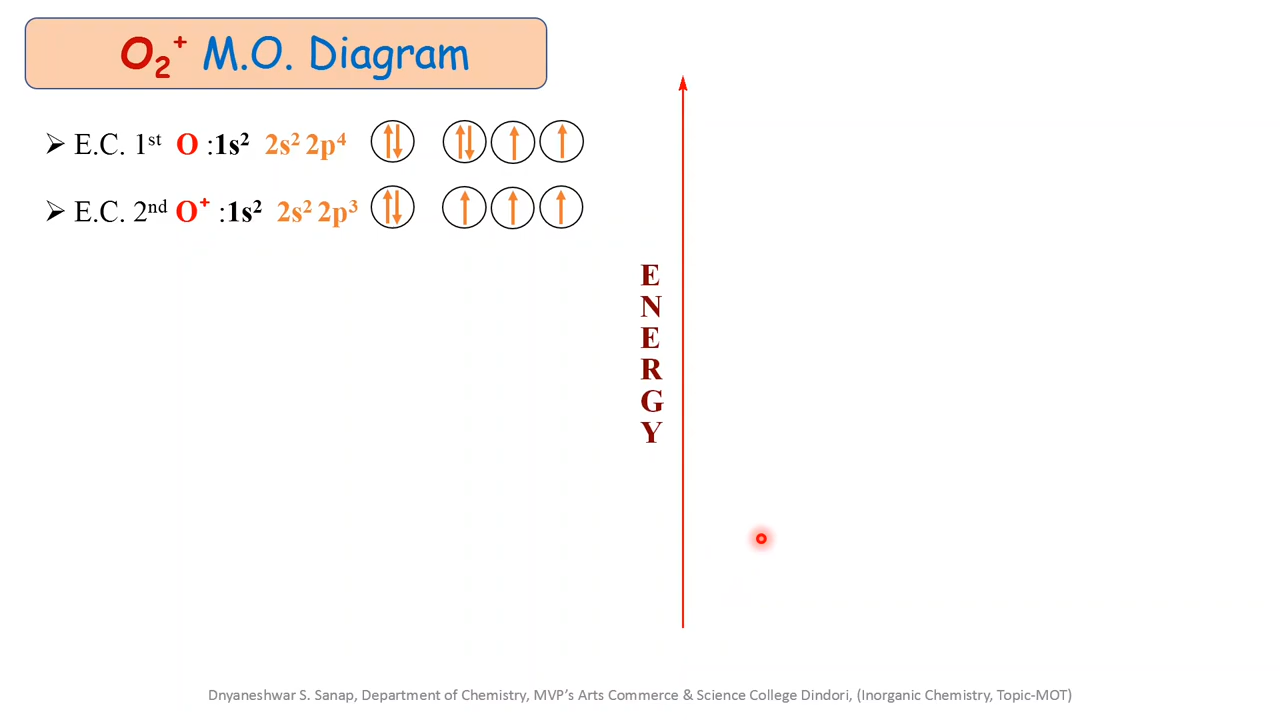 O₂⁺ M.O. Diagram
➢ E.C. 1ˢᵗ O :1s² 2s² 2p⁴
➢ E.C. 2ⁿᵈ O⁺ :1s² 2s² 2p³
E
N
E
R
G
Y
Dnyaneshwar S. Sanap, Department of Chemistry, MVP's Arts Commerce & Science College Dindori, (Inorganic Chemistry, Topic-MOT)